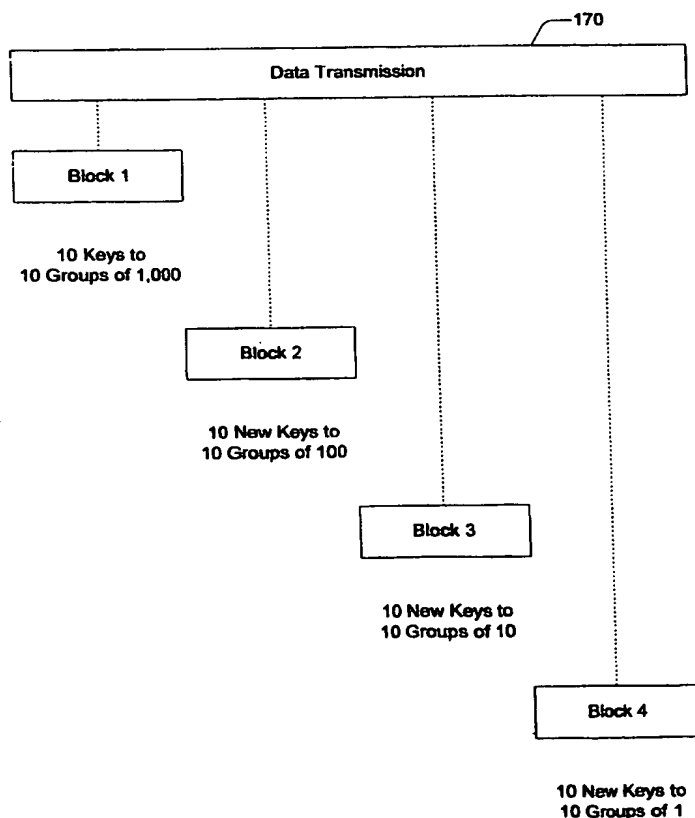 170
Data Transmission
Block 1
10 Keys to
10 Groups of 1,000
Block 2
10 New Keys to
10 Groups of 100
Block 3
10 New Keys to
10 Groups of 10
Block 4
10 New Keys to
10 Groups of 1